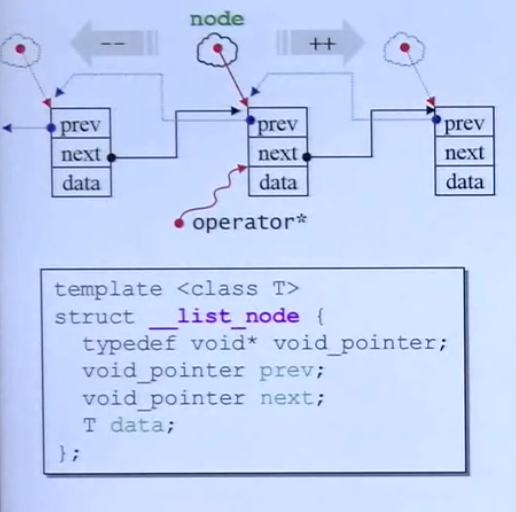 node
-- ++
prev prev prev
next next next
data data data
operator*
template <class T>
struct __list_node {
typedef void* void_pointer;
void_pointer prev;
void_pointer next;
T data;
};